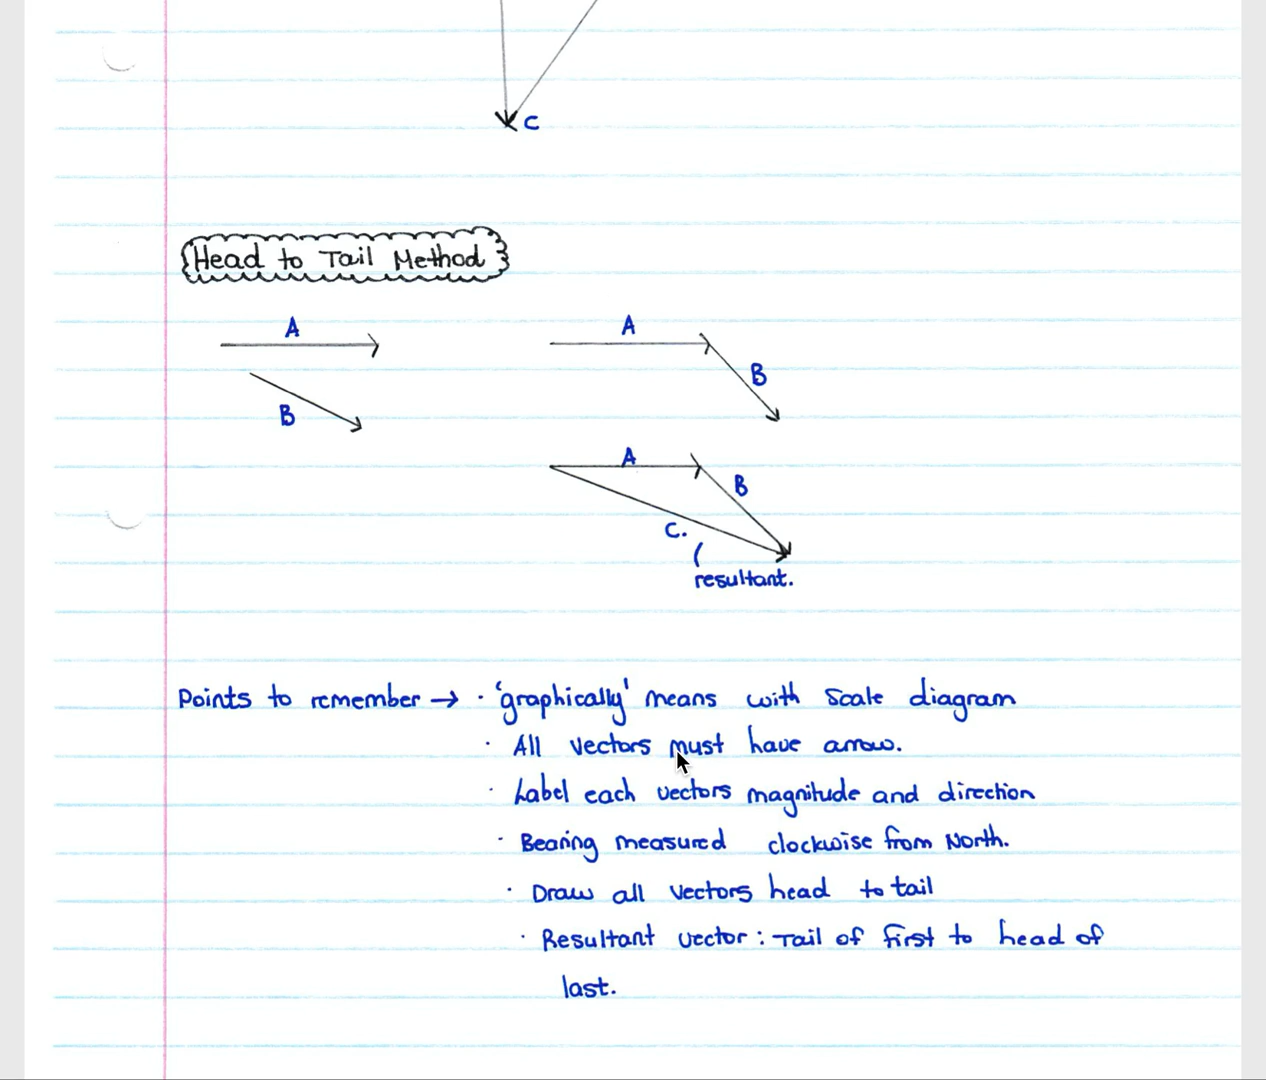 C
Head to Tail Method
A
A
B
B
A
B
C.
resultant.
Points to remember → · 'graphically' means with scale diagram
· All vectors must have arrow.
· Label each vectors magnitude and direction
· Bearing measured clockwise from North.
· Draw all vectors head to tail
· Resultant vector : Tail of first to head of
last.